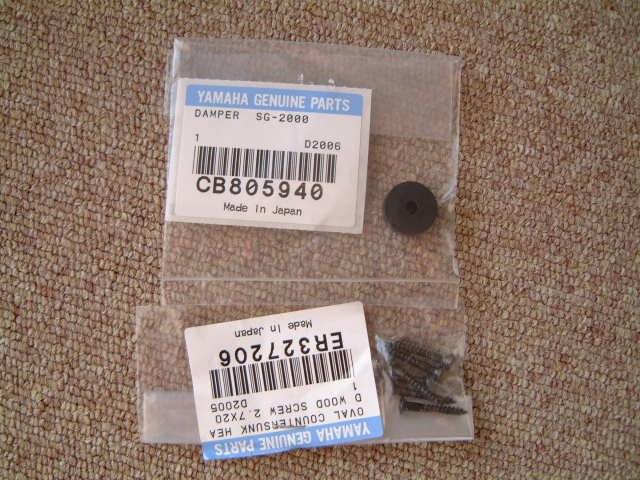 YAMAHA GENUINE PARTS
DAMPER SG-2000
1 D2006
CB805940
Made In Japan
YAMAHA GENUINE PARTS
OVAL COUNTERSUNK HEA
D WOOD SCREW 2.7X20
1 D2005
ER327206
Made In Japan